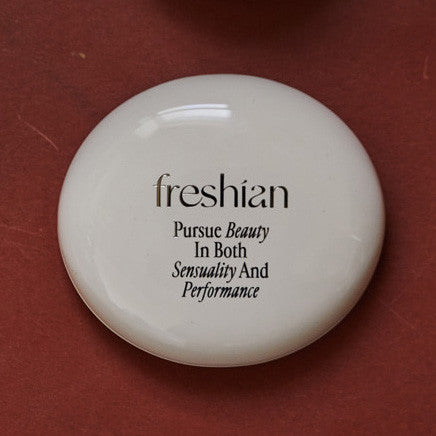 freshian
Pursue Beauty
In Both
Sensuality And
Performance